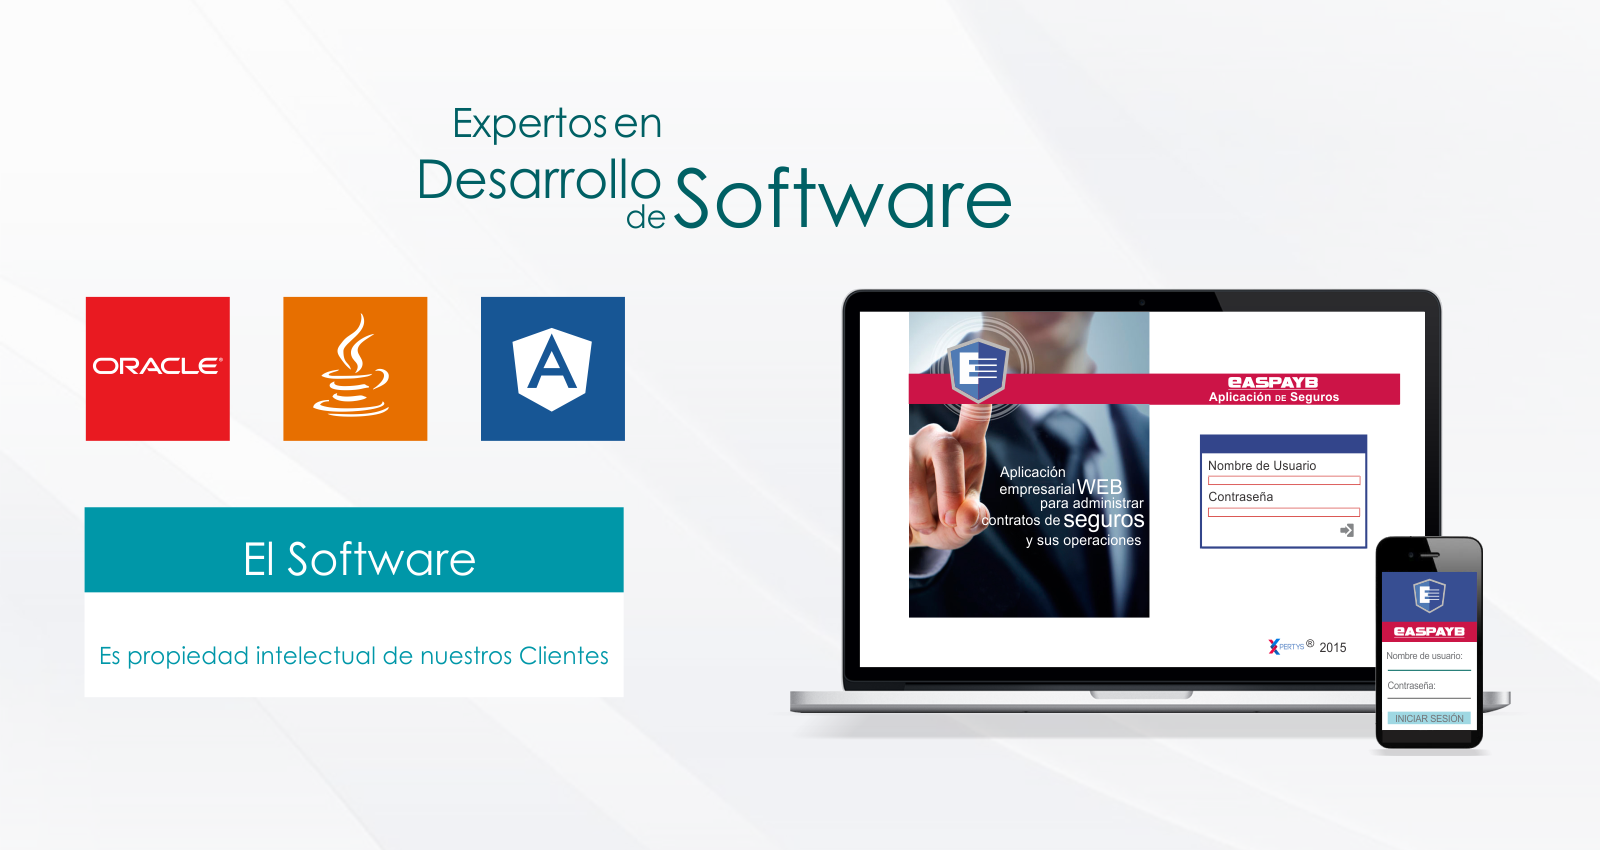 Expertos en
Desarrollo
de Software
ORACLE®
A
El Software
Es propiedad intelectual de nuestros Clientes
E
eASPAYB
Aplicación DE Seguros
Aplicación
empresarial WEB
para administrar
contratos de seguros
y sus operaciones
Nombre de Usuario
Contraseña
XPERTYS ® 2015
E
eASPAYB
Nombre de usuario:
Contraseña:
INICIAR SESIÓN